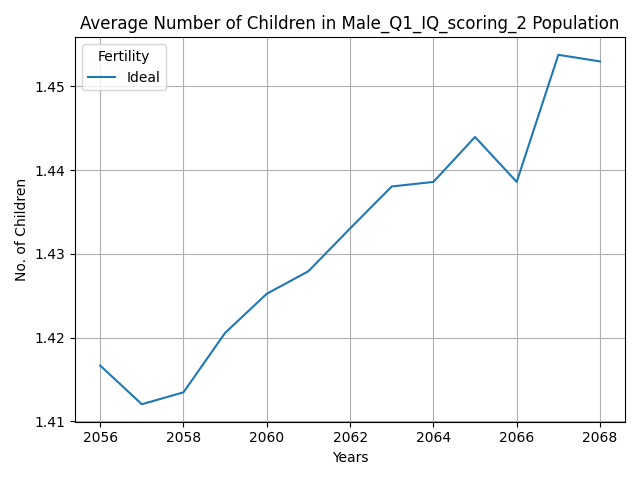 Average Number of Children in Male_Q1_IQ_scoring_2 Population
Fertility
Ideal
No. of Children
1.45
1.44
1.43
1.42
1.41
2056 2058 2060 2062 2064 2066 2068
Years